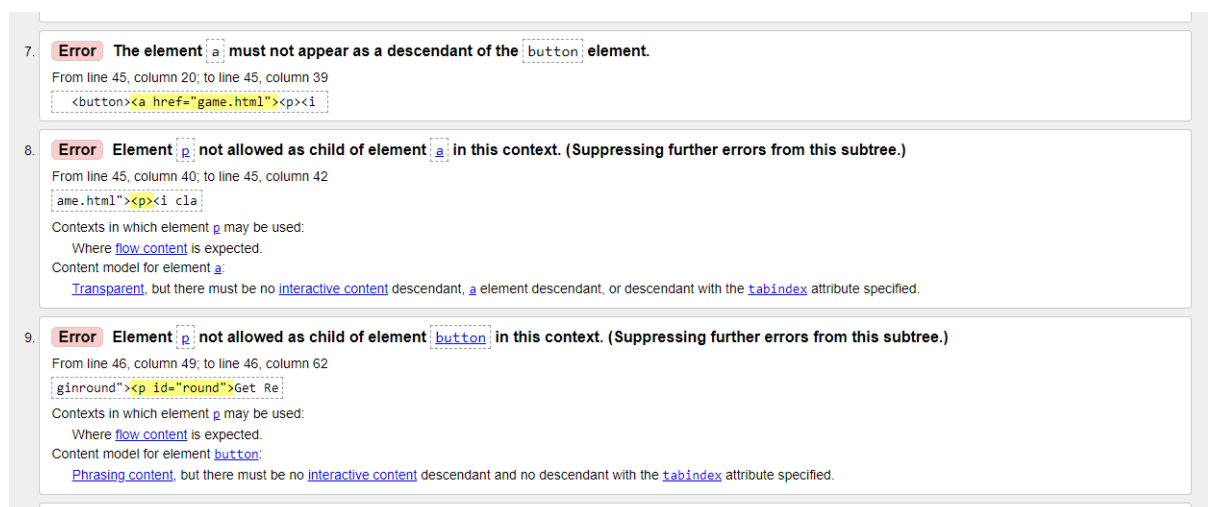 7. Error The element a must not appear as a descendant of the button element.
From line 45, column 20; to line 45, column 39
<button><a href="game.html"><p><i
8. Error Element p not allowed as child of element a in this context. (Suppressing further errors from this subtree.)
From line 45, column 40; to line 45, column 42
ame.html"><p><i cla
Contexts in which element p may be used:
Where flow content is expected.
Content model for element a:
Transparent, but there must be no interactive content descendant, a element descendant, or descendant with the tabindex attribute specified.
9. Error Element p not allowed as child of element button in this context. (Suppressing further errors from this subtree.)
From line 46, column 49; to line 46, column 62
ginround"><p id="round">Get Re
Contexts in which element p may be used:
Where flow content is expected.
Content model for element button:
Phrasing content, but there must be no interactive content descendant and no descendant with the tabindex attribute specified.